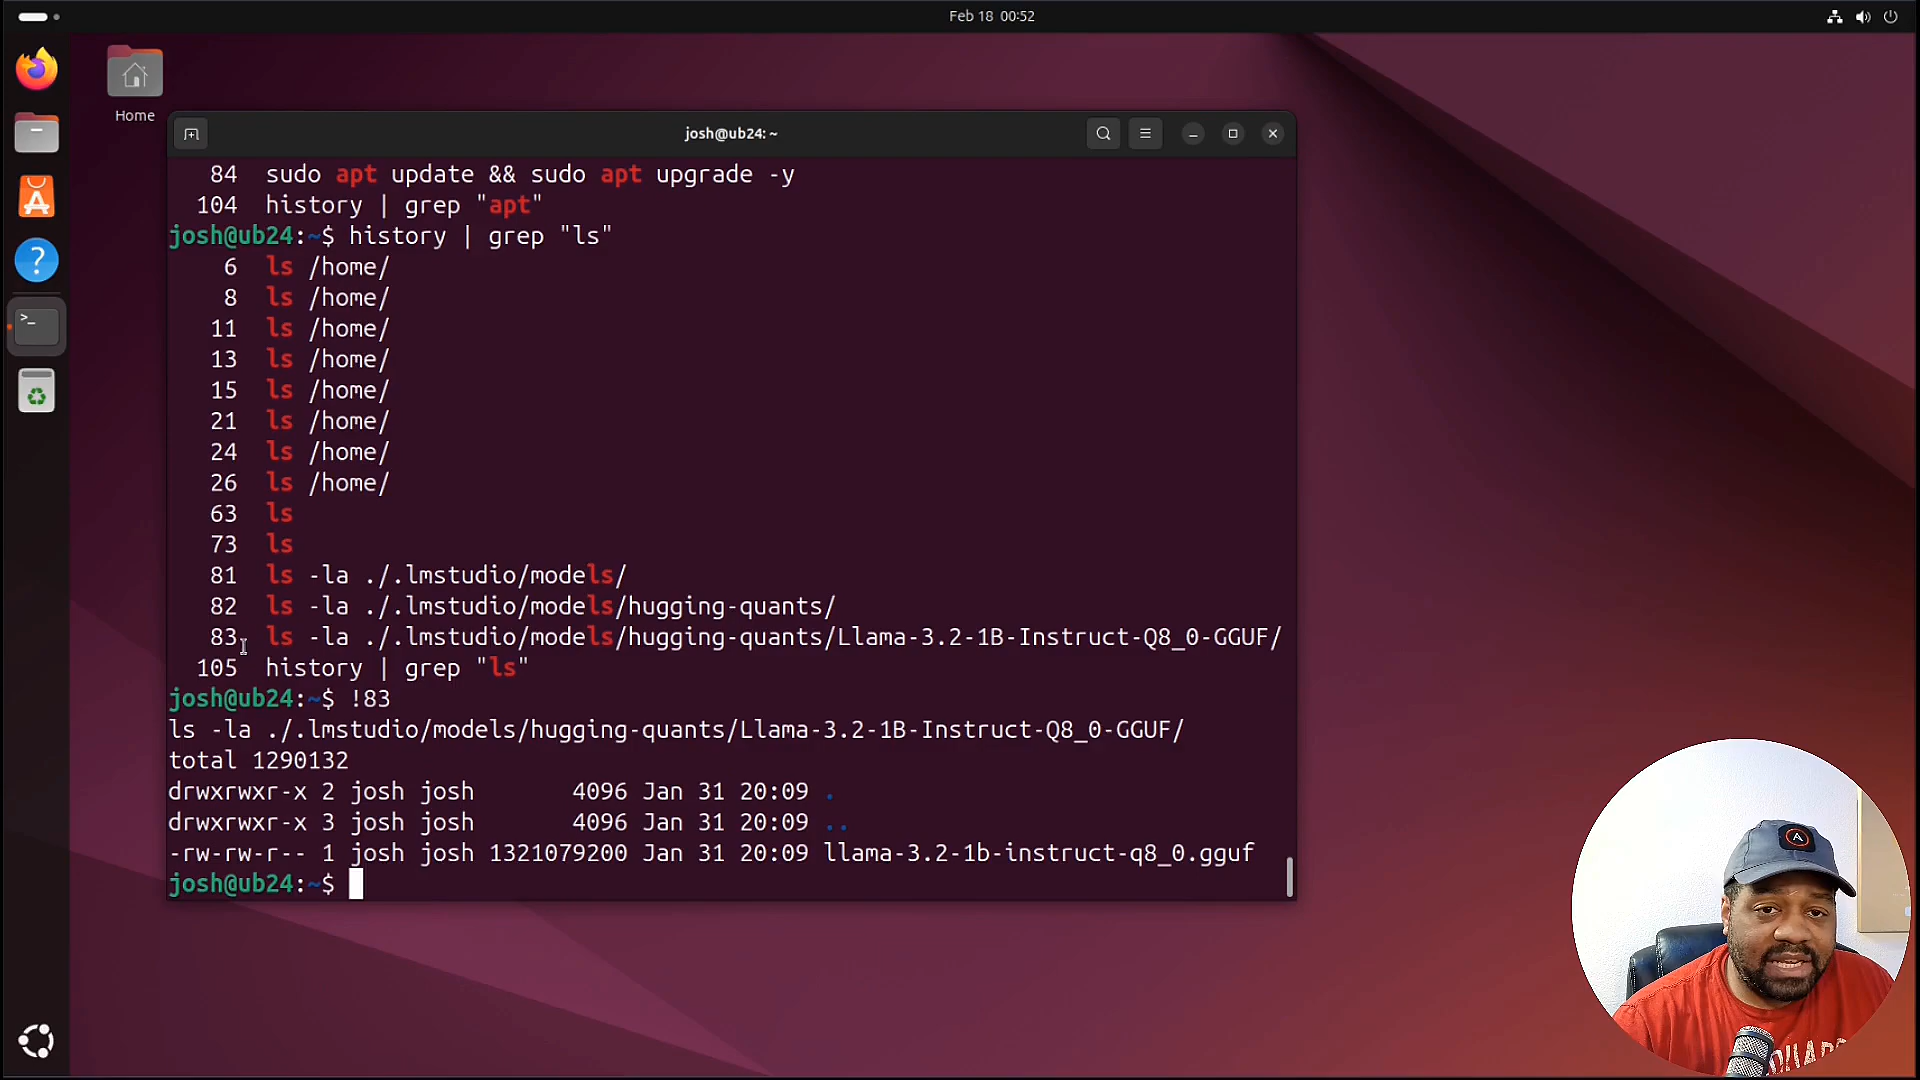 Feb 18 00:52
Home
josh@ub24: ~
84 sudo apt update && sudo apt upgrade -y
104 history | grep "apt"
josh@ub24:~$ history | grep "ls"
6 ls /home/
8 ls /home/
11 ls /home/
13 ls /home/
15 ls /home/
21 ls /home/
24 ls /home/
26 ls /home/
63 ls
73 ls
81 ls -la ./.lmstudio/models/
82 ls -la ./.lmstudio/models/hugging-quants/
83 ls -la ./.lmstudio/models/hugging-quants/Llama-3.2-1B-Instruct-Q8_0-GGUF/
105 history | grep "ls"
josh@ub24:~$ !83
ls -la ./.lmstudio/models/hugging-quants/Llama-3.2-1B-Instruct-Q8_0-GGUF/
total 1290132
drwxrwxr-x 2 josh josh 4096 Jan 31 20:09 .
drwxrwxr-x 3 josh josh 4096 Jan 31 20:09 ..
-rw-rw-r-- 1 josh josh 1321079200 Jan 31 20:09 llama-3.2-1b-instruct-q8_0.gguf
josh@ub24:~$